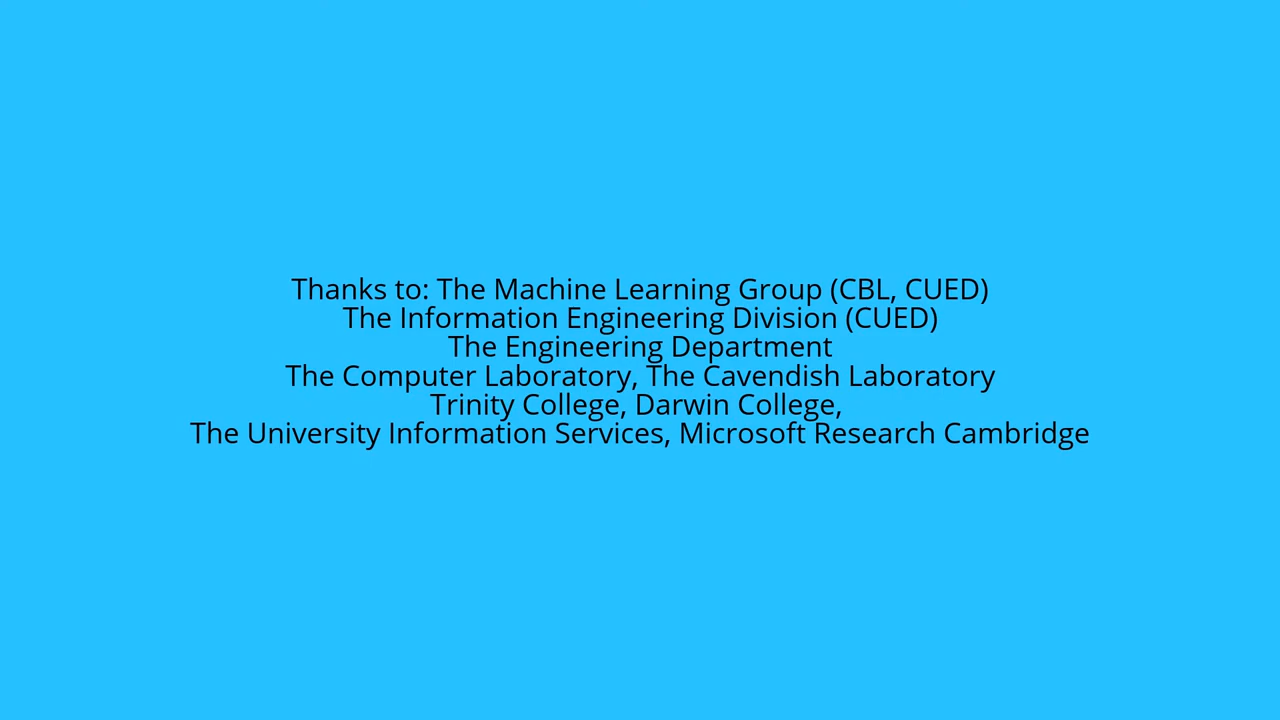 Thanks to: The Machine Learning Group (CBL, CUED)
The Information Engineering Division (CUED)
The Engineering Department
The Computer Laboratory, The Cavendish Laboratory
Trinity College, Darwin College,
The University Information Services, Microsoft Research Cambridge